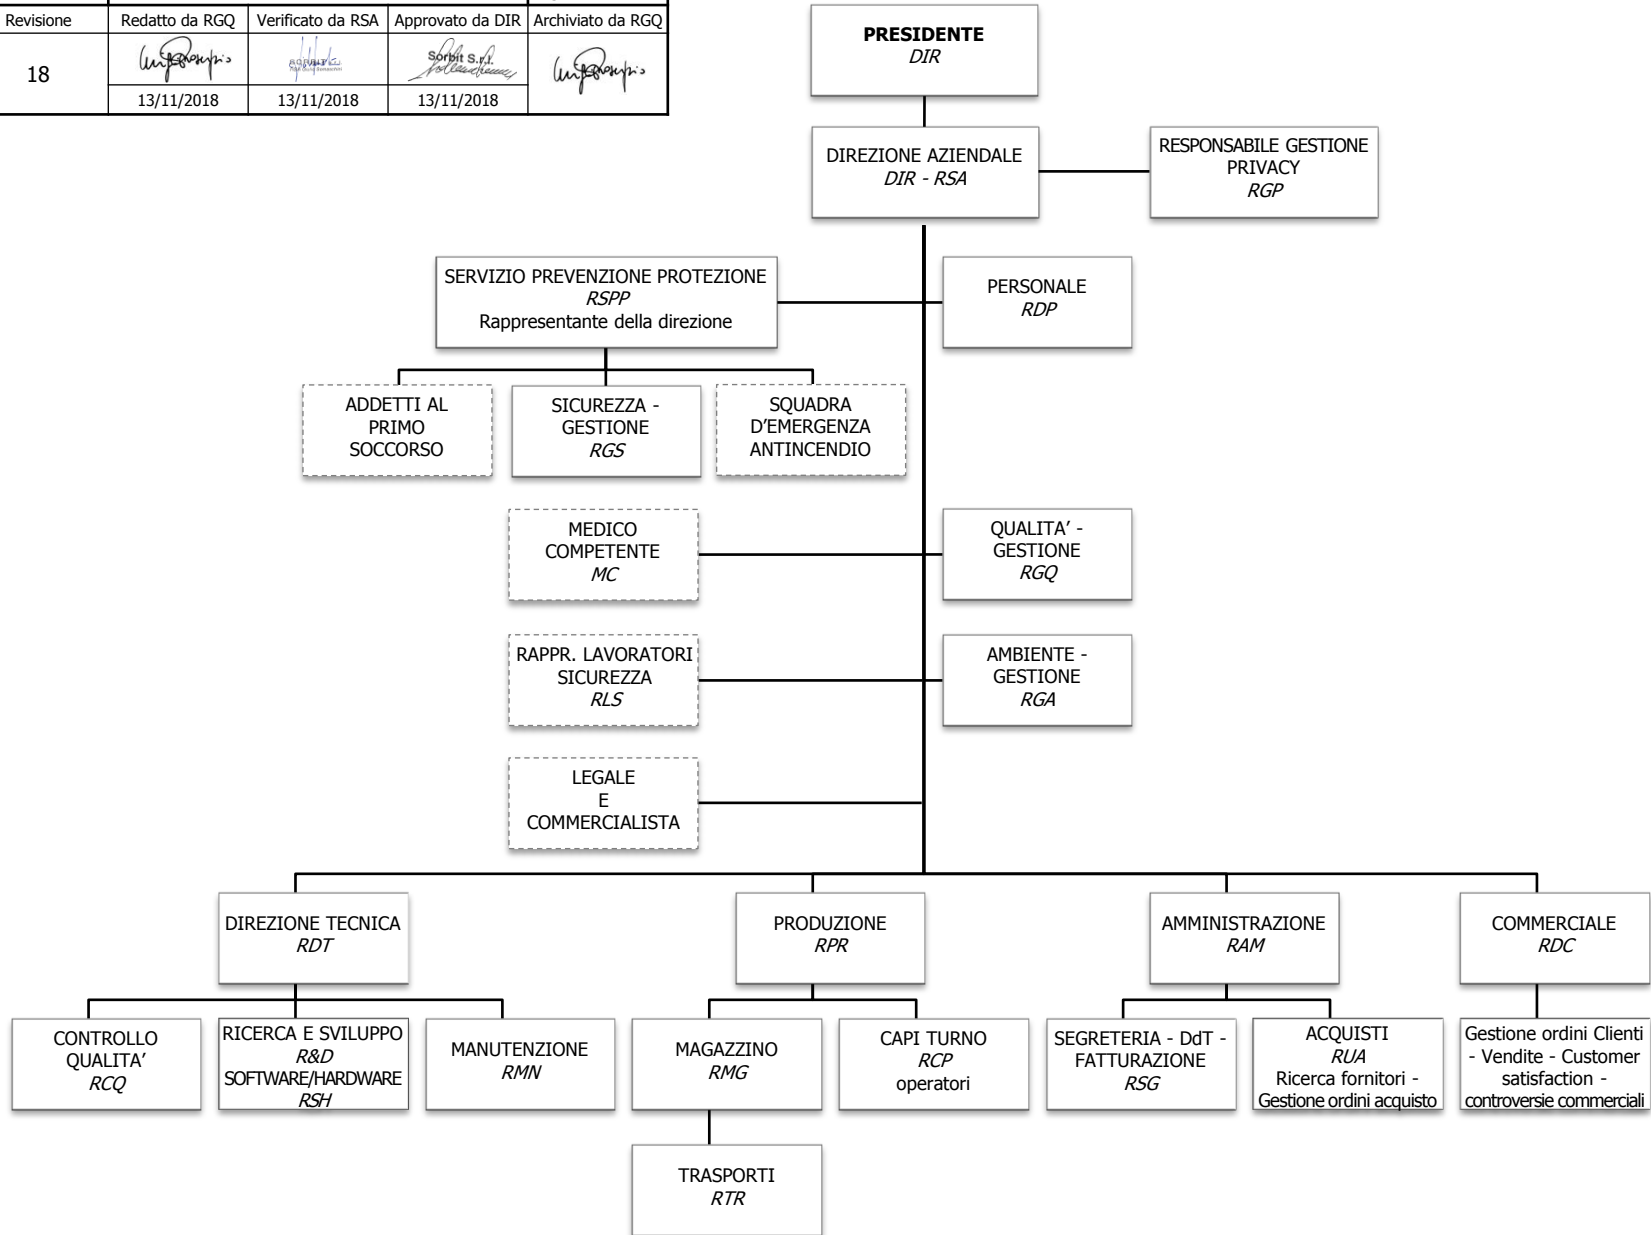 Revisione
Redatto da RGQ
Verificato da RSA
Approvato da DIR
Archiviato da RGQ
18
Sorbit S.r.l.
13/11/2018
13/11/2018
13/11/2018
PRESIDENTE
DIR
DIREZIONE AZIENDALE
DIR - RSA
RESPONSABILE GESTIONE
PRIVACY
RGP
SERVIZIO PREVENZIONE PROTEZIONE
RSPP
Rappresentante della direzione
PERSONALE
RDP
ADDETTI AL
PRIMO
SOCCORSO
SICUREZZA -
GESTIONE
RGS
SQUADRA
D'EMERGENZA
ANTINCENDIO
MEDICO
COMPETENTE
MC
QUALITA’ -
GESTIONE
RGQ
RAPPR. LAVORATORI
SICUREZZA
RLS
AMBIENTE -
GESTIONE
RGA
LEGALE
E
COMMERCIALISTA
DIREZIONE TECNICA
RDT
PRODUZIONE
RPR
AMMINISTRAZIONE
RAM
COMMERCIALE
RDC
CONTROLLO
QUALITA’
RCQ
RICERCA E SVILUPPO
R&D
SOFTWARE/HARDWARE
RSH
MANUTENZIONE
RMN
MAGAZZINO
RMG
CAPI TURNO
RCP
operatori
SEGRETERIA - DdT -
FATTURAZIONE
RSG
ACQUISTI
RUA
Ricerca fornitori -
Gestione ordini acquisto
Gestione ordini Clienti
- Vendite - Customer
satisfaction -
controversie commerciali
TRASPORTI
RTR